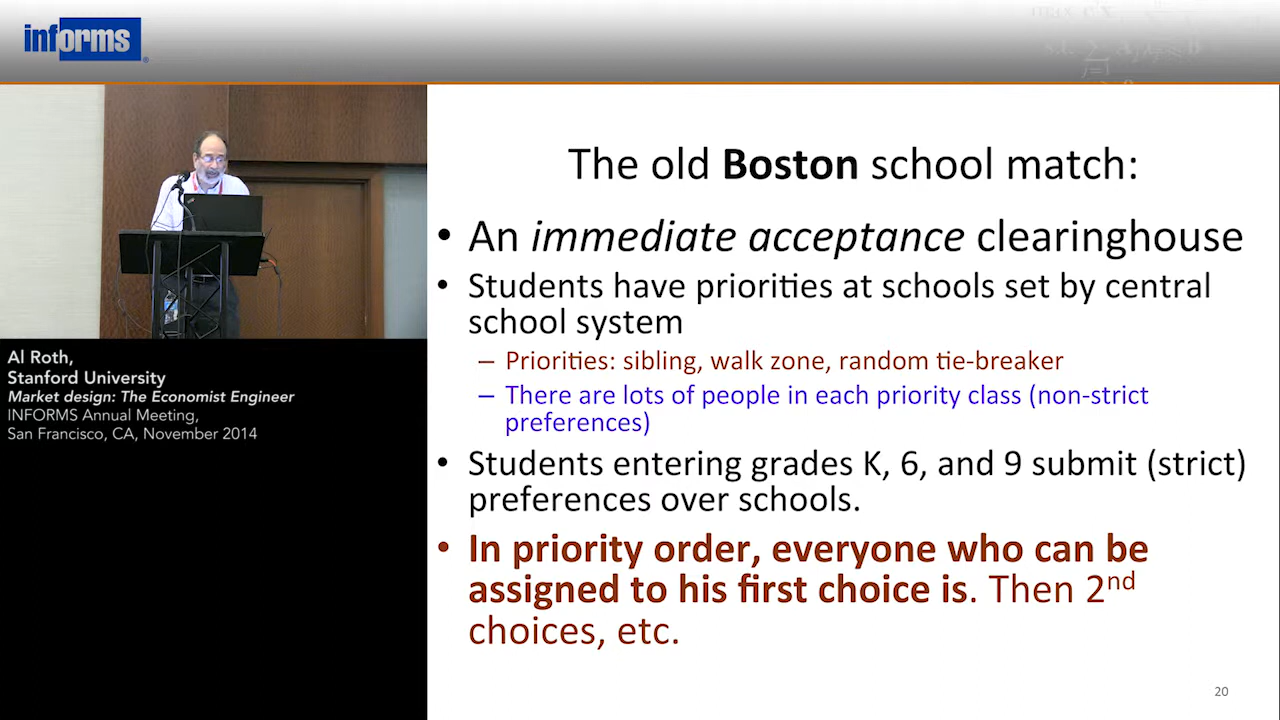 informs
The old Boston school match:
• An immediate acceptance clearinghouse
• Students have priorities at schools set by central
school system
– Priorities: sibling, walk zone, random tie-breaker
– There are lots of people in each priority class (non-strict
preferences)
• Students entering grades K, 6, and 9 submit (strict)
preferences over schools.
• In priority order, everyone who can be
assigned to his first choice is. Then 2nd
choices, etc.
20
Al Roth,
Stanford University
Market design: The Economist Engineer
INFORMS Annual Meeting,
San Francisco, CA, November 2014